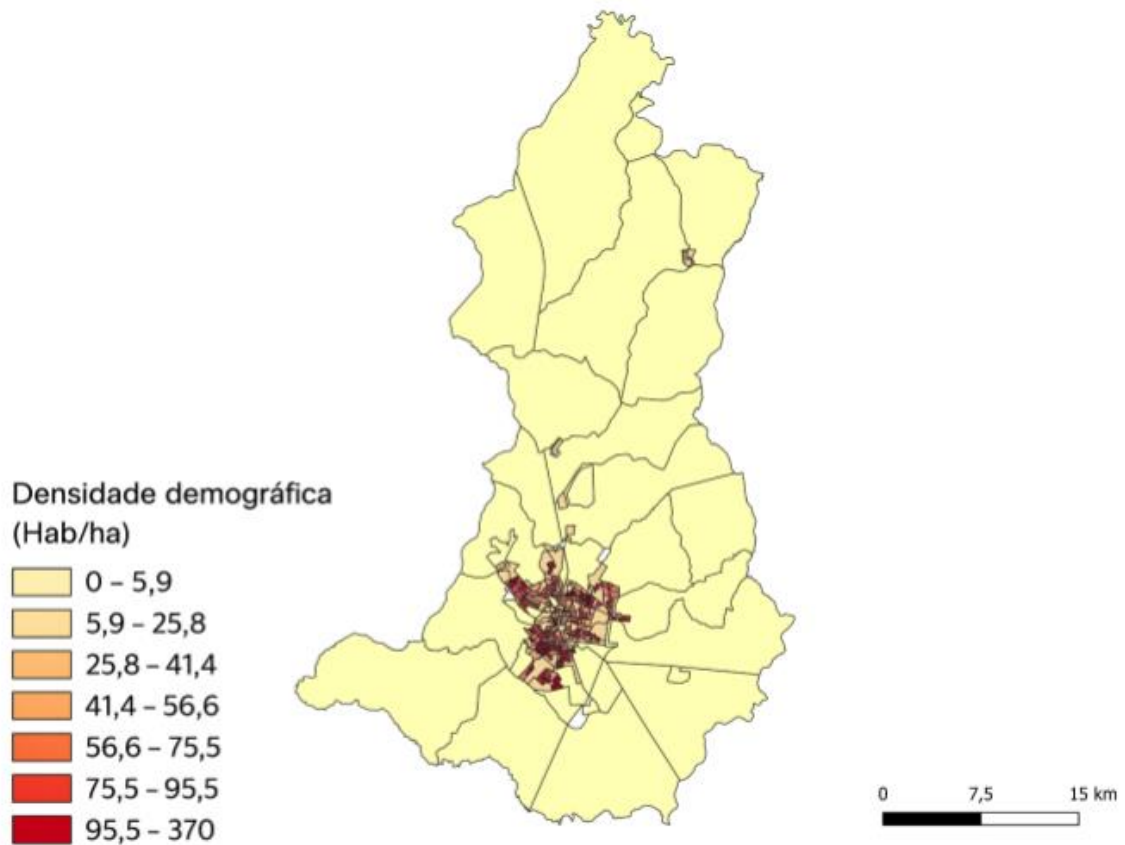 Densidade demográfica
(Hab/ha)
0 – 5,9
5,9 – 25,8
25,8 – 41,4
41,4 – 56,6
56,6 – 75,5
75,5 – 95,5
95,5 – 370
0 7,5 15 km